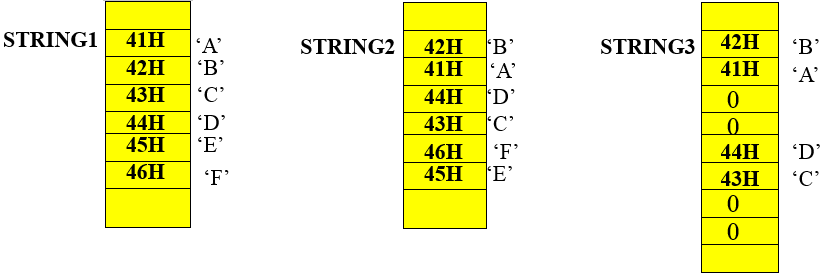 STRING1 41H ‘A’
42H ‘B’
43H ‘C’
44H ‘D’
45H ‘E’
46H ‘F’
STRING2 42H ‘B’
41H ‘A’
44H ‘D’
43H ‘C’
46H ‘F’
45H ‘E’
STRING3 42H ‘B’
41H ‘A’
0
0
44H ‘D’
43H ‘C’
0
0